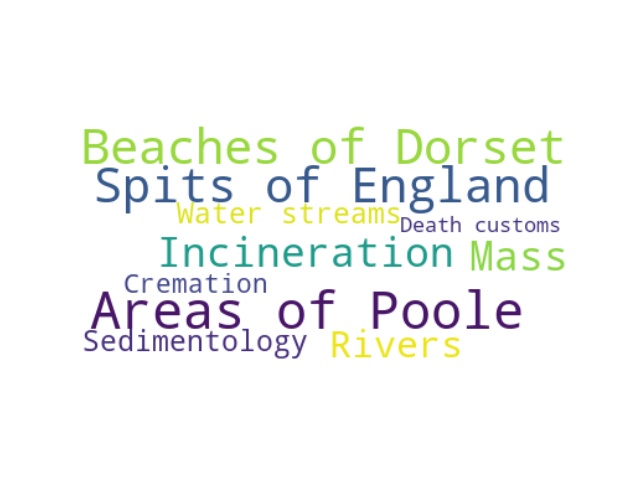 Beaches of Dorset
Spits of England
Water streams
Death customs
Incineration
Mass
Cremation
Areas of Poole
Sedimentology
Rivers